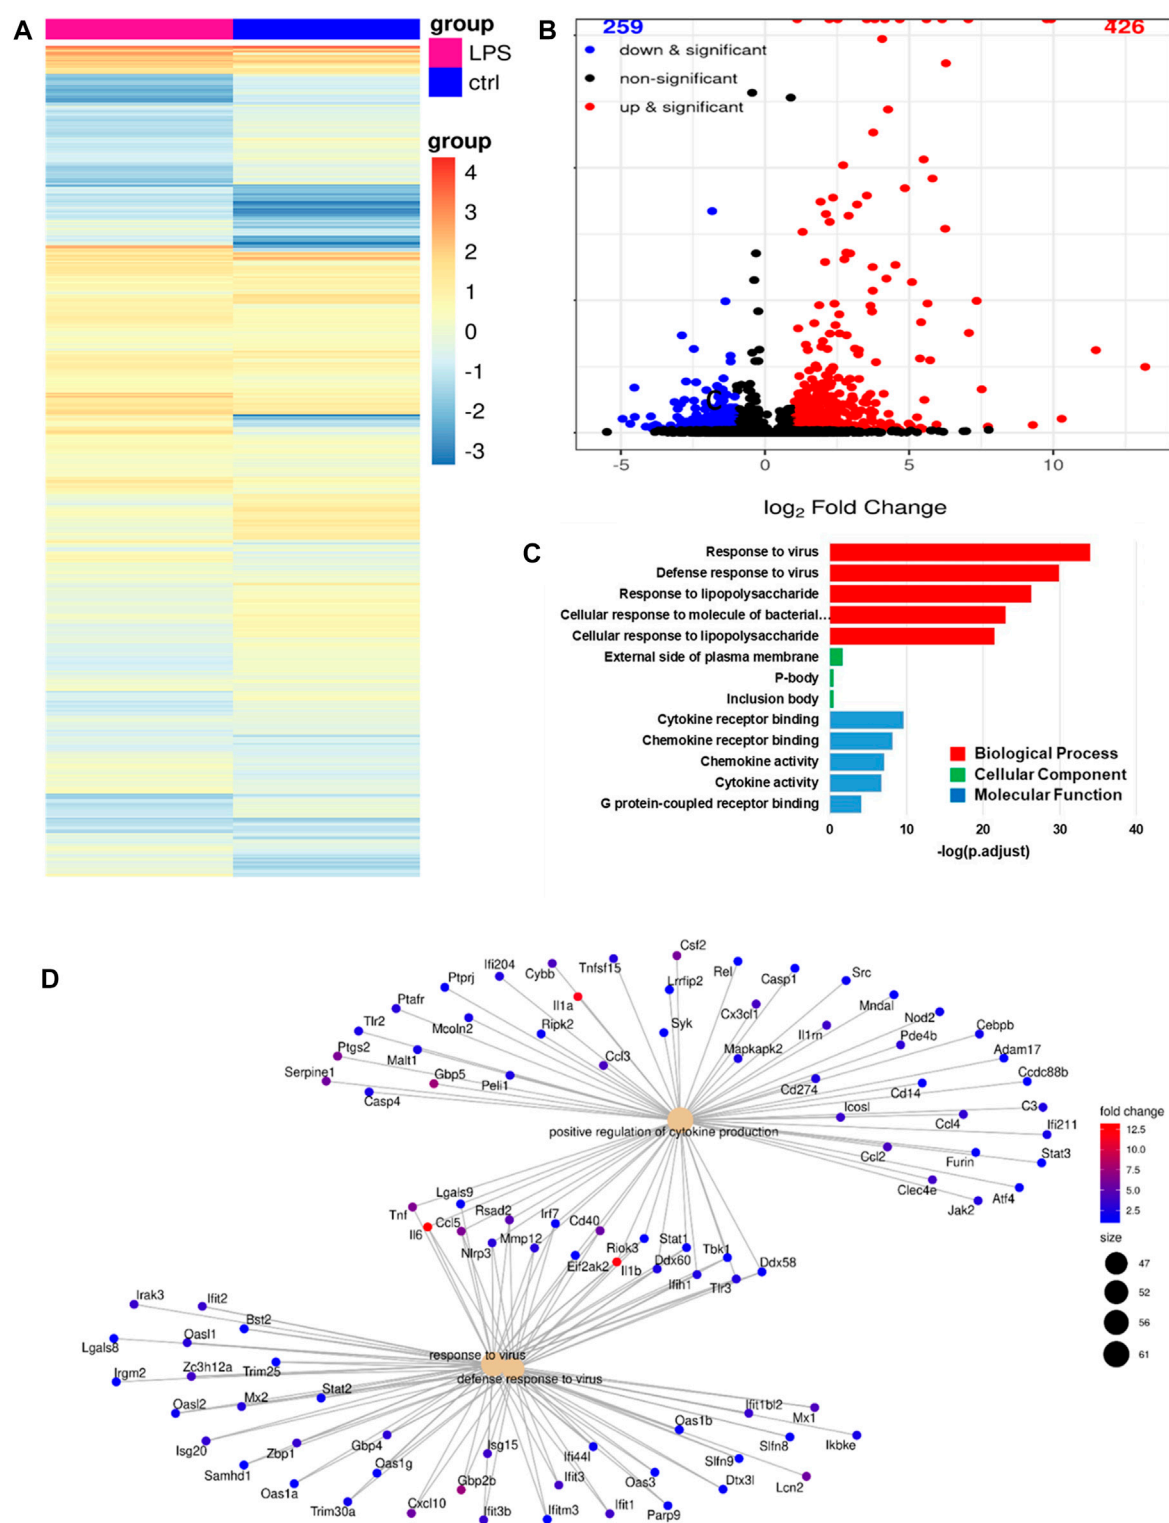 A
group
LPS
ctrl
group
4
3
2
1
0
-1
-2
-3
B
259
426
down & significant
non-significant
up & significant
-5
0
5
10
log2 Fold Change
C
Response to virus
Defense response to virus
Response to lipopolysaccharide
Cellular response to molecule of bacterial...
Cellular response to lipopolysaccharide
External side of plasma membrane
P-body
Inclusion body
Cytokine receptor binding
Chemokine receptor binding
Chemokine activity
Cytokine activity
G protein-coupled receptor binding
Biological Process
Cellular Component
Molecular Function
0
10
20
30
40
-log(p.adjust)
D
Csf2
Ifi204
Cybb
Tnfsf15
Rel
Casp1
Src
Ptprj
Lrrfip2
Il1a
Mndal
Ptafr
Cx3cl1
Nod2
Mcoln2
Ripk2
Syk
Il1rn
Pde4b
Cebpb
Tlr2
Mapkapk2
Adam17
Ptgs2
Malt1
Ccl3
Serpine1
Gbp5
Peli1
Cd274
Cd14
Ccdc88b
Casp4
Icosl
C3
Ccl4
Ifi211
positive regulation of cytokine production
Ccl2
Furin
Stat3
Clec4e
Jak2
Atf4
Lgals9
Tnf
Rsad2
Irf7
Cd40
Il6
Ccl5
Mmp12
Riok3
Stat1
Nlrp3
Tbk1
Eif2ak2
Il1b
Ddx60
Ddx58
Ifih1
Tlr3
Irak3
Ifit2
Bst2
Lgals8
Oasl1
Irgm2
Zc3h12a
Trim25
response to virus
defense response to virus
Oasl2
Mx2
Stat2
Ifit1bl2
Mx1
Oas1b
Isg20
Zbp1
Gbp4
Isg15
Ifi44l
Slfn8
Ikbke
Samhd1
Oas1g
Gbp2b
Ifit3
Oas3
Slfn9
Dtx3l
Lcn2
Oas1a
Trim30a
Cxcl10
Ifit3b
Ifitm3
Ifit1
Parp9
fold change
12.5
10.0
7.5
5.0
2.5
size
47
52
56
61